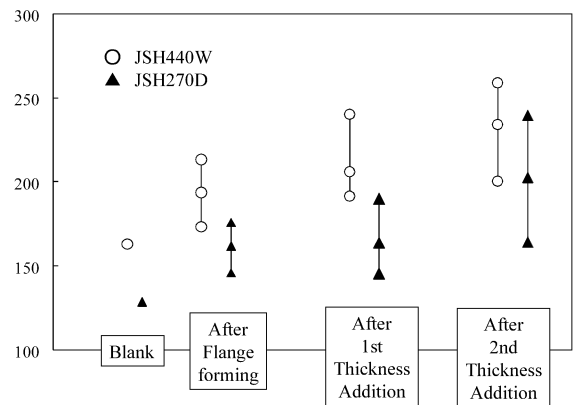 300
250
200
150
100
JSH440W
JSH270D
Blank
After
Flange
forming
After
1st
Thickness
Addition
After
2nd
Thickness
Addition